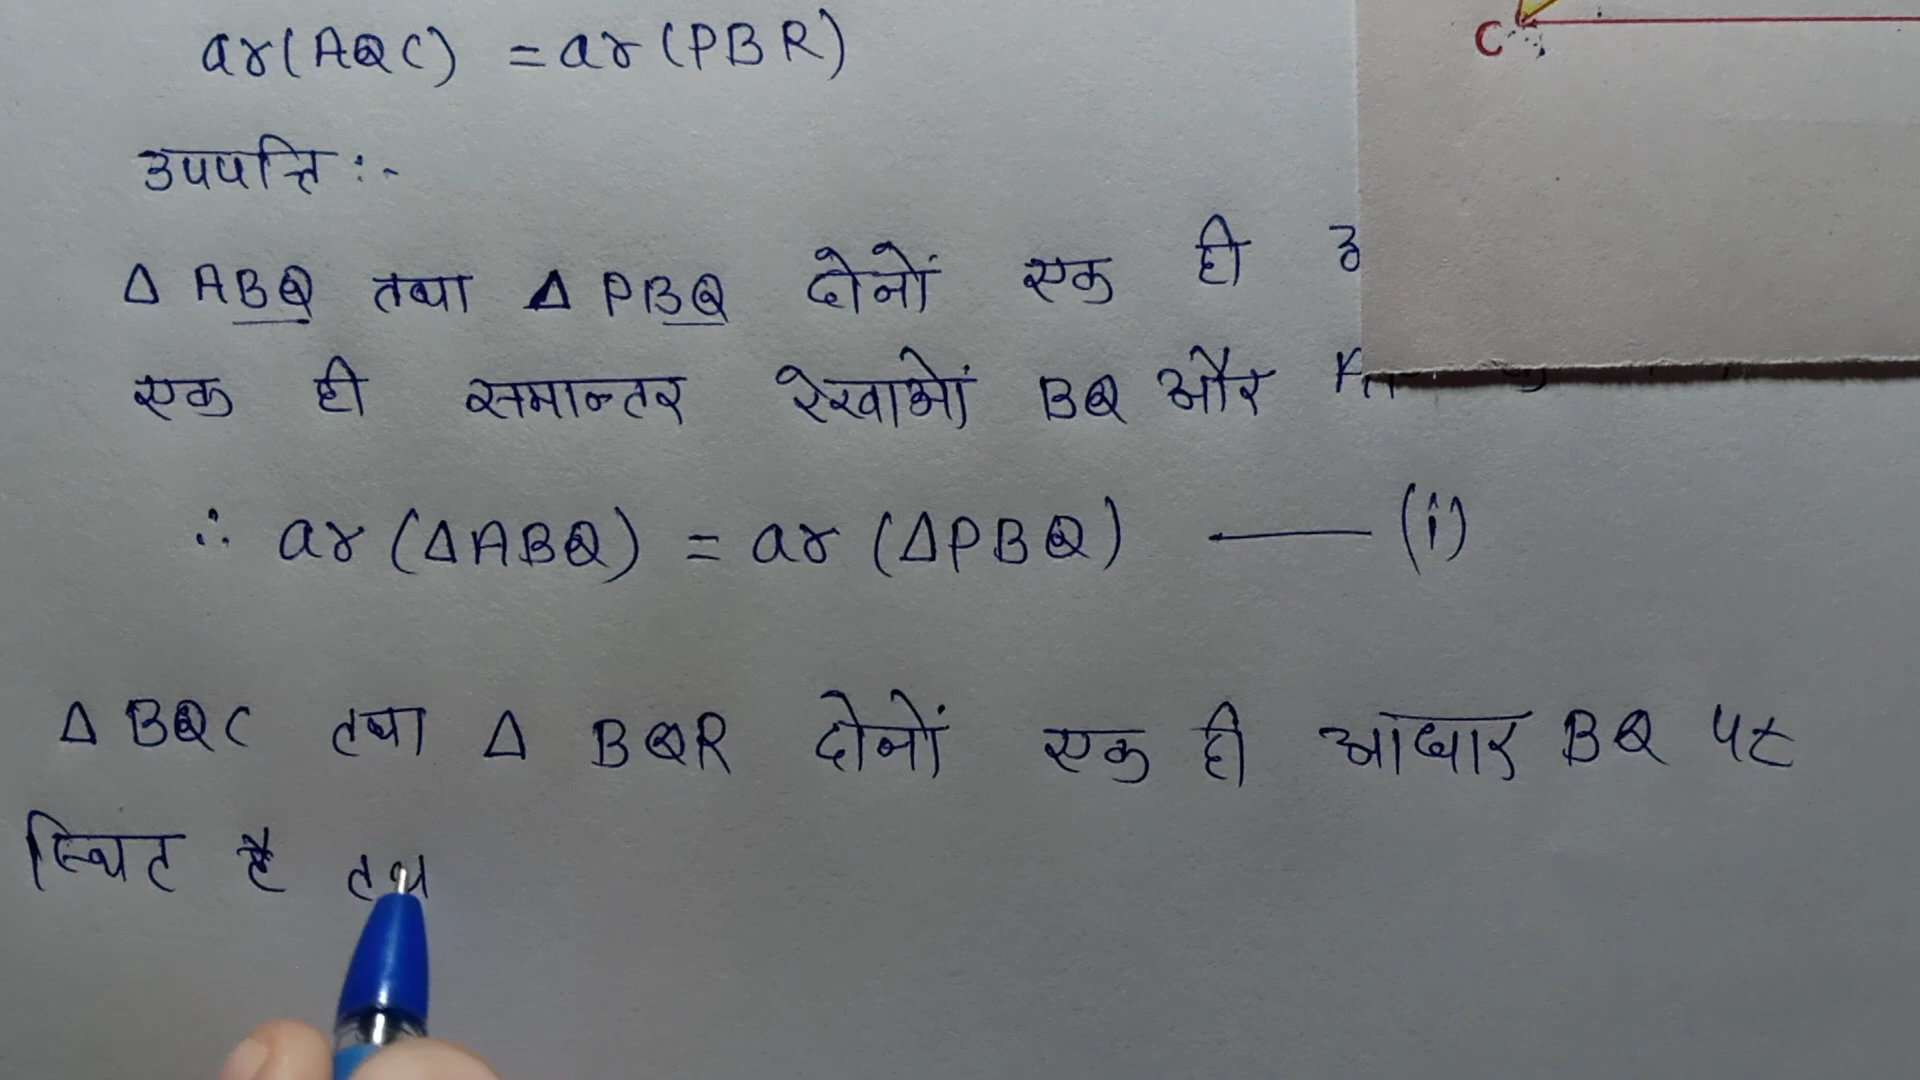 ar(AQC) = ar(PBR)
C
उपपत्ति :-
Δ ABQ तथा Δ PBQ दोनों एक ही
एक ही समान्तर रेखाओं BQ और
∴ ar(ΔABQ) = ar(ΔPBQ) —— (i)
Δ BQC तथा Δ BQR दोनों एक ही आधार BQ पर
स्थित है तथ